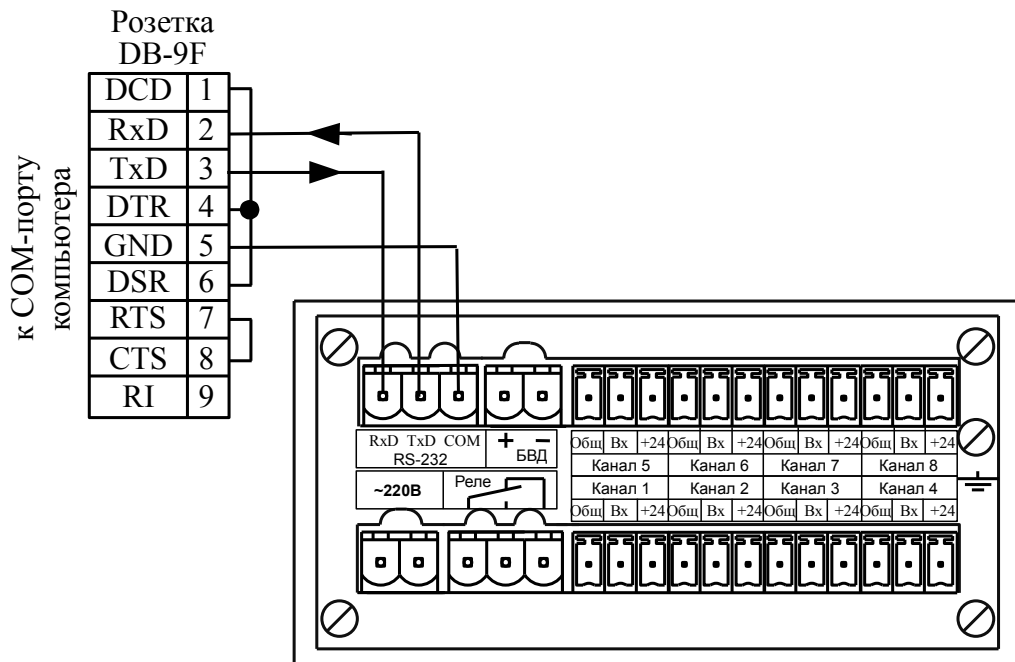 Розетка
DB-9F
DCD 1
RxD 2
TxD 3
DTR 4
GND 5
DSR 6
RTS 7
CTS 8
RI 9
к COM-порту
компьютера
RxD TxD COM
RS-232
+ −
БВД
Общ Вх +24 Общ Вх +24 Общ Вх +24 Общ Вх +24
Канал 5 Канал 6 Канал 7 Канал 8
~220В
Реле
Канал 1 Канал 2 Канал 3 Канал 4
Общ Вх +24 Общ Вх +24 Общ Вх +24 Общ Вх +24